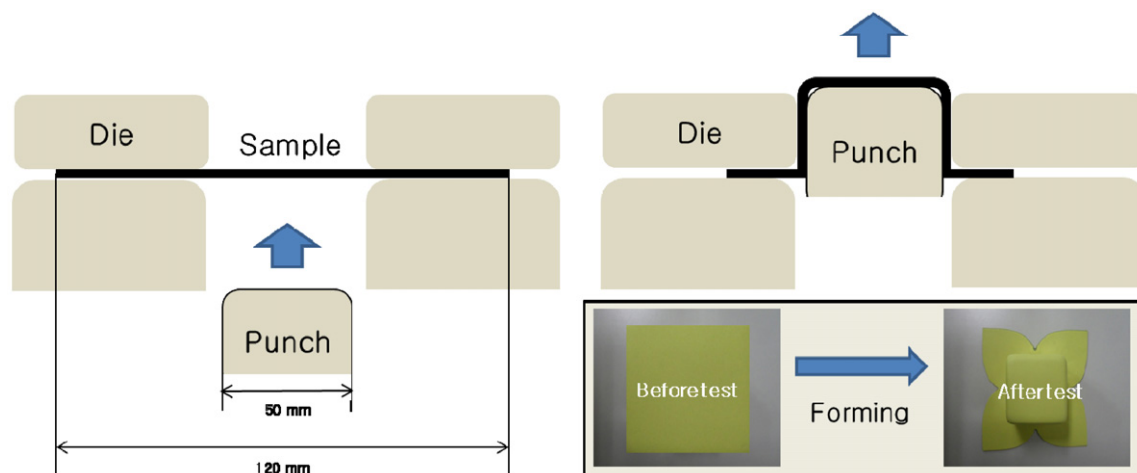 Die
Sample
Punch
50 mm
120 mm
Die
Punch
Beforetest
Forming
Aftertest